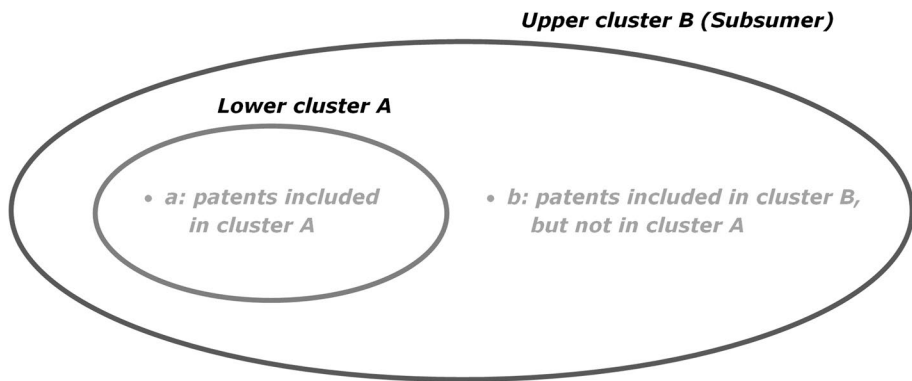 Upper cluster B (Subsumer)
Lower cluster A
• a: patents included
in cluster A
• b: patents included in cluster B,
but not in cluster A